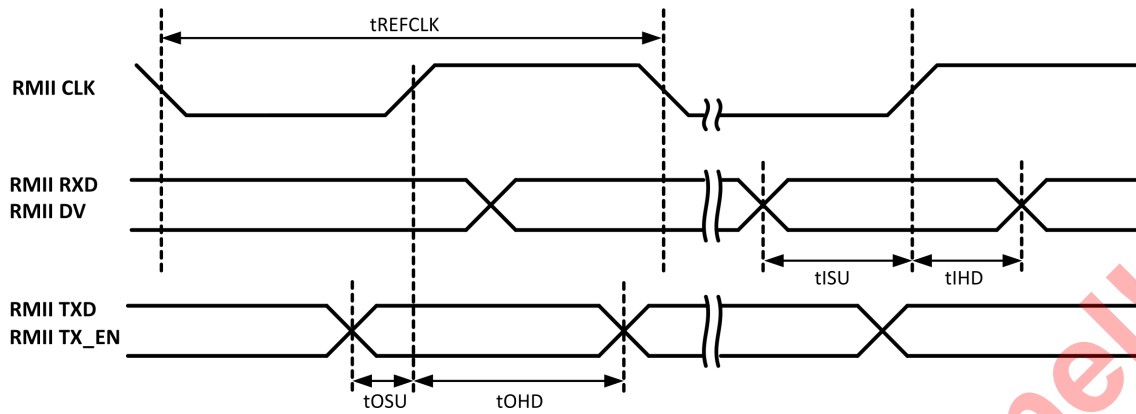 tREFCLK
RMII CLK
RMII RXD
RMII DV
tISU
tIHD
RMII TXD
RMII TX_EN
tOSU
tOHD